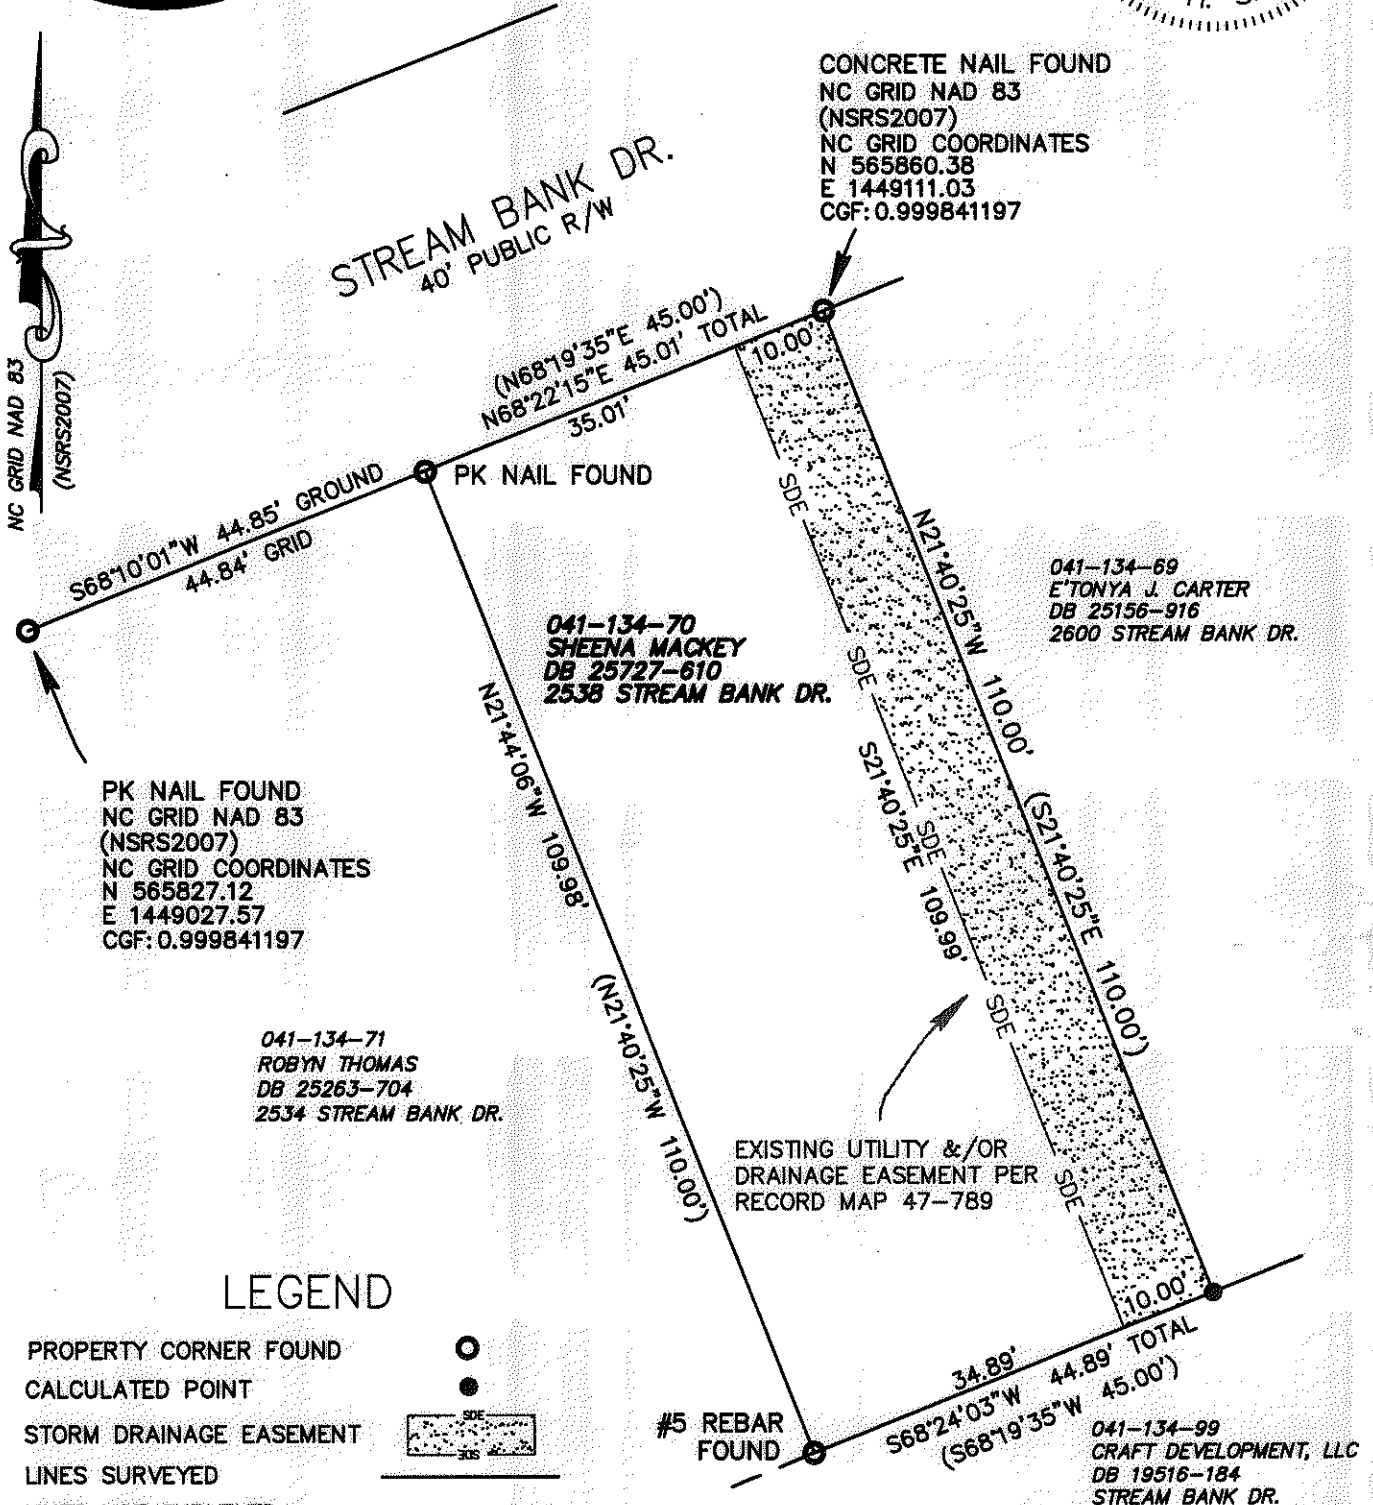 CONCRETE NAIL FOUND
NC GRID NAD 83
(NSRS2007)
NC GRID COORDINATES
N 565860.38
E 1449111.03
CGF: 0.999841197
STREAM BANK DR.
40' PUBLIC R/W
NC GRID NAD 83
(NSRS2007)
(N68°19'35"E 45.00')
N68°22'15"E 45.01' TOTAL
35.01'
10.00'
PK NAIL FOUND
S68°10'01"W 44.85' GROUND
44.84' GRID
SDE
N21°40'25"W 110.00'
(S21°40'25"E 110.00')
041-134-69
E'TONYA J. CARTER
DB 25156-916
2600 STREAM BANK DR.
041-134-70
SHEENA MACKEY
DB 25727-610
2538 STREAM BANK DR.
SDE
N21°44'06"W 109.98'
(N21°40'25"W 110.00')
S21°40'25"E 109.99'
SDE
PK NAIL FOUND
NC GRID NAD 83
(NSRS2007)
NC GRID COORDINATES
N 565827.12
E 1449027.57
CGF: 0.999841197
SDE
041-134-71
ROBYN THOMAS
DB 25263-704
2534 STREAM BANK DR.
EXISTING UTILITY &/OR
DRAINAGE EASEMENT PER
RECORD MAP 47-789
SDE
10.00'
34.89'
S68°24'03"W 44.89' TOTAL
(S68°19'35"W 45.00')
#5 REBAR
FOUND
041-134-99
CRAFT DEVELOPMENT, LLC
DB 19516-184
STREAM BANK DR.
LEGEND
PROPERTY CORNER FOUND
CALCULATED POINT
STORM DRAINAGE EASEMENT
SDE
SDE
LINES SURVEYED